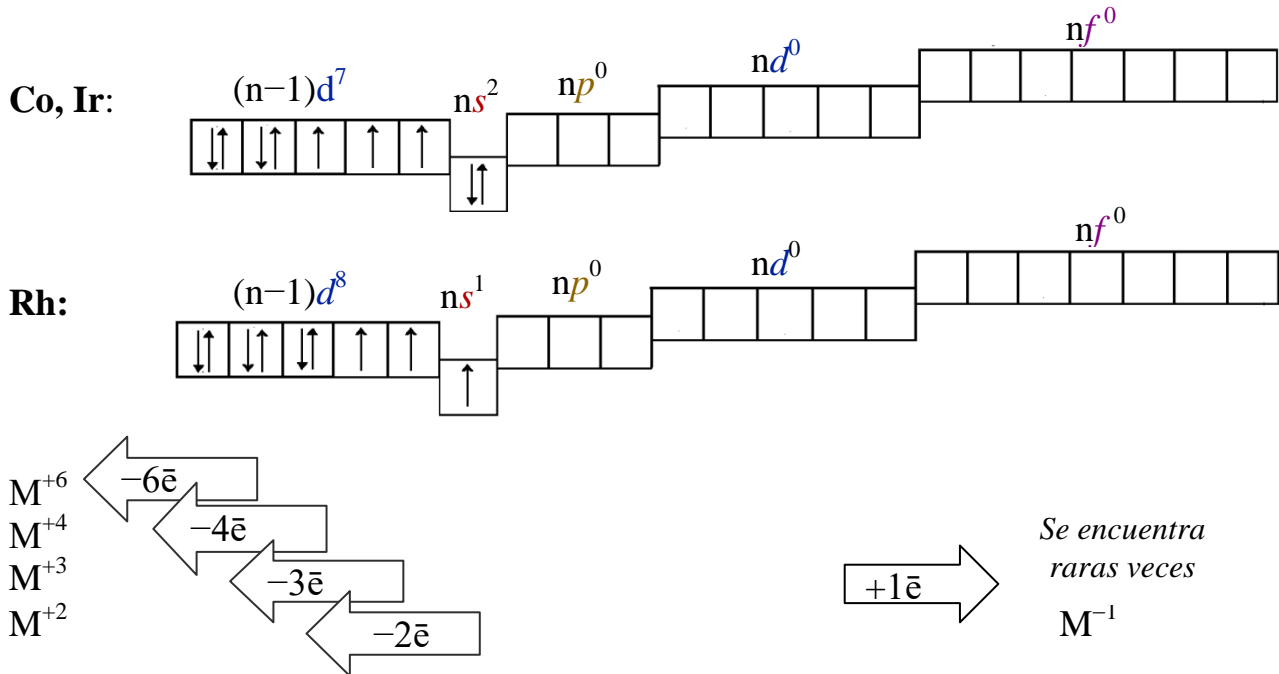 Co, Ir: (n−1)d⁷ ns² np⁰ nd⁰ nf⁰
Rh: (n−1)d⁸ ns¹ np⁰ nd⁰ nf⁰
M⁺⁶ −6ē
M⁺⁴ −4ē
M⁺³ −3ē
M⁺² −2ē
+1ē
Se encuentra
raras veces
M⁻¹